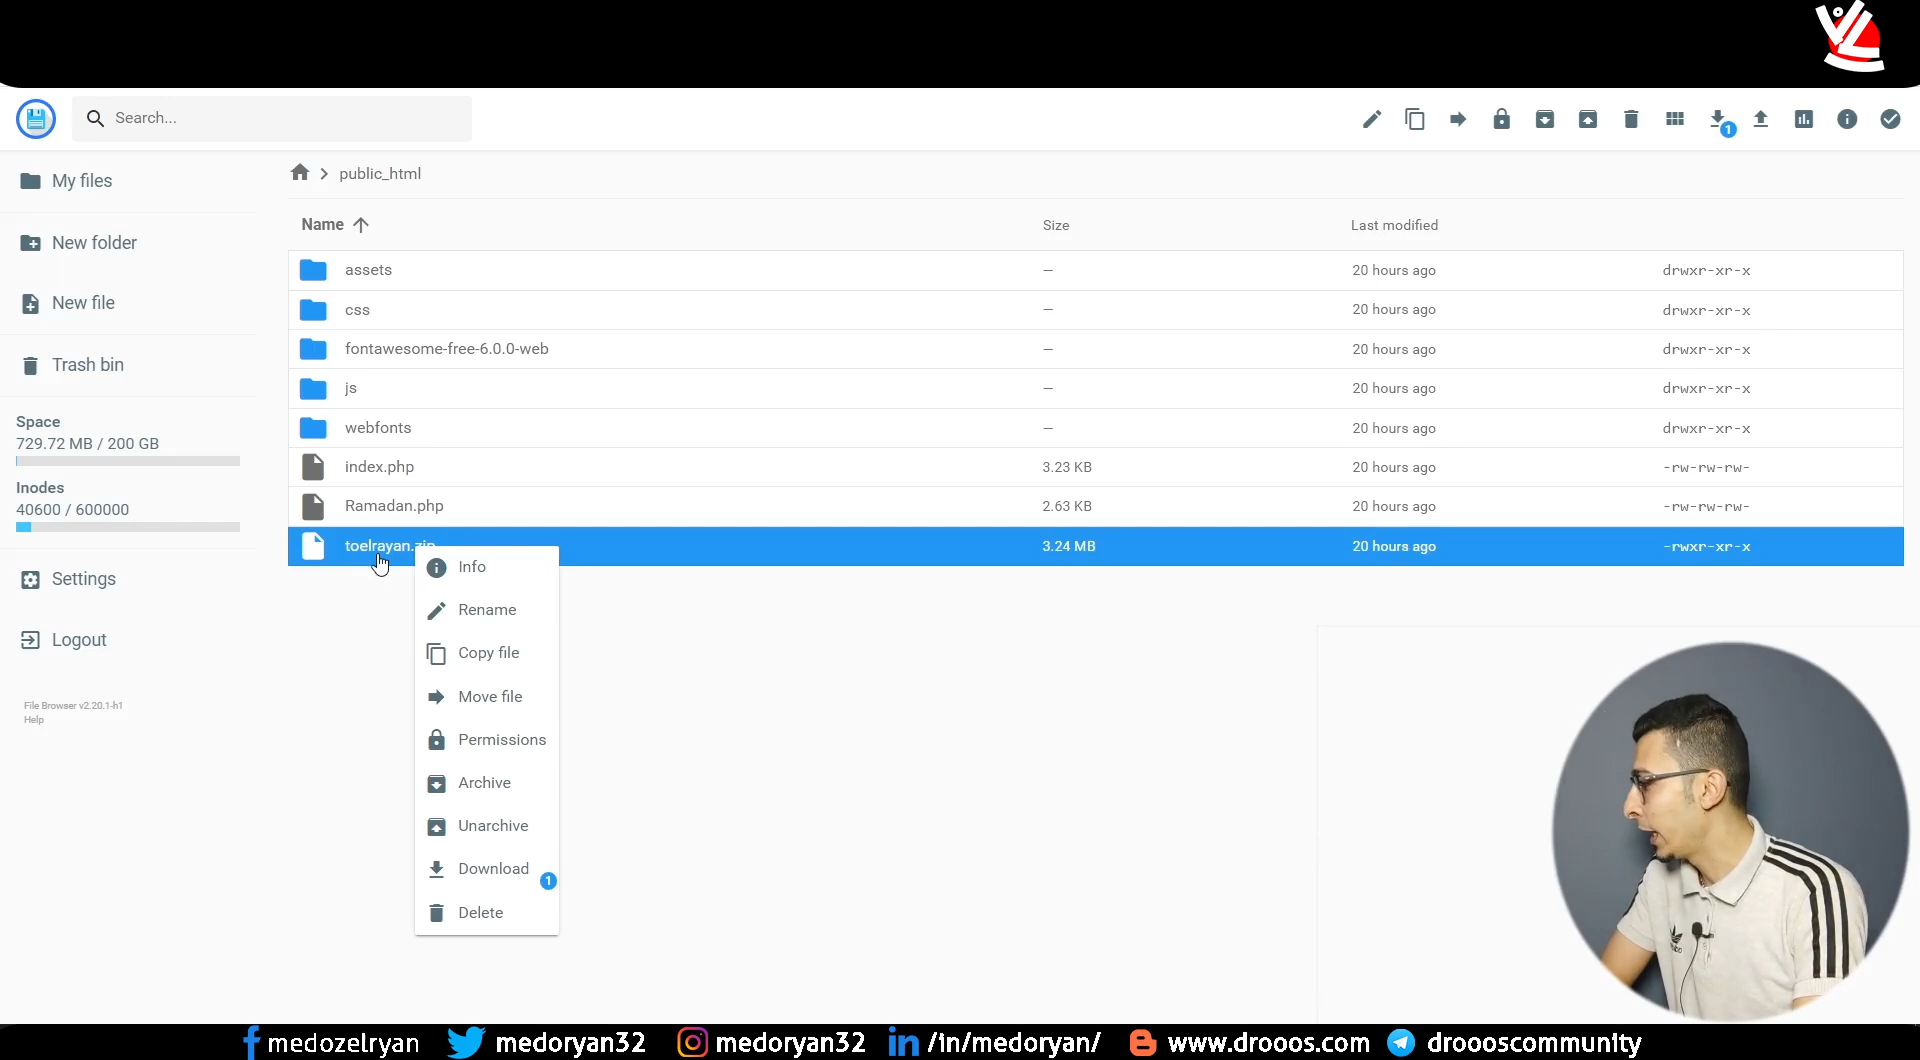 Search...
1
My files
New folder
New file
Trash bin
Space
729.72 MB / 200 GB
Inodes
40600 / 600000
Settings
Logout
File Browser v2.20.1-h1
Help
public_html
Name Size Last modified
assets — 20 hours ago drwxr-xr-x
css — 20 hours ago drwxr-xr-x
fontawesome-free-6.0.0-web — 20 hours ago drwxr-xr-x
js — 20 hours ago drwxr-xr-x
webfonts — 20 hours ago drwxr-xr-x
index.php 3.23 KB 20 hours ago -rw-rw-rw-
Ramadan.php 2.63 KB 20 hours ago -rw-rw-rw-
toelrayan.zip 3.24 MB 20 hours ago -rwxr-xr-x
Info
Rename
Copy file
Move file
Permissions
Archive
Unarchive
Download 1
Delete
medozelryan medoryan32 medoryan32 /in/medoryan/ www.drooos.com droooscommunity